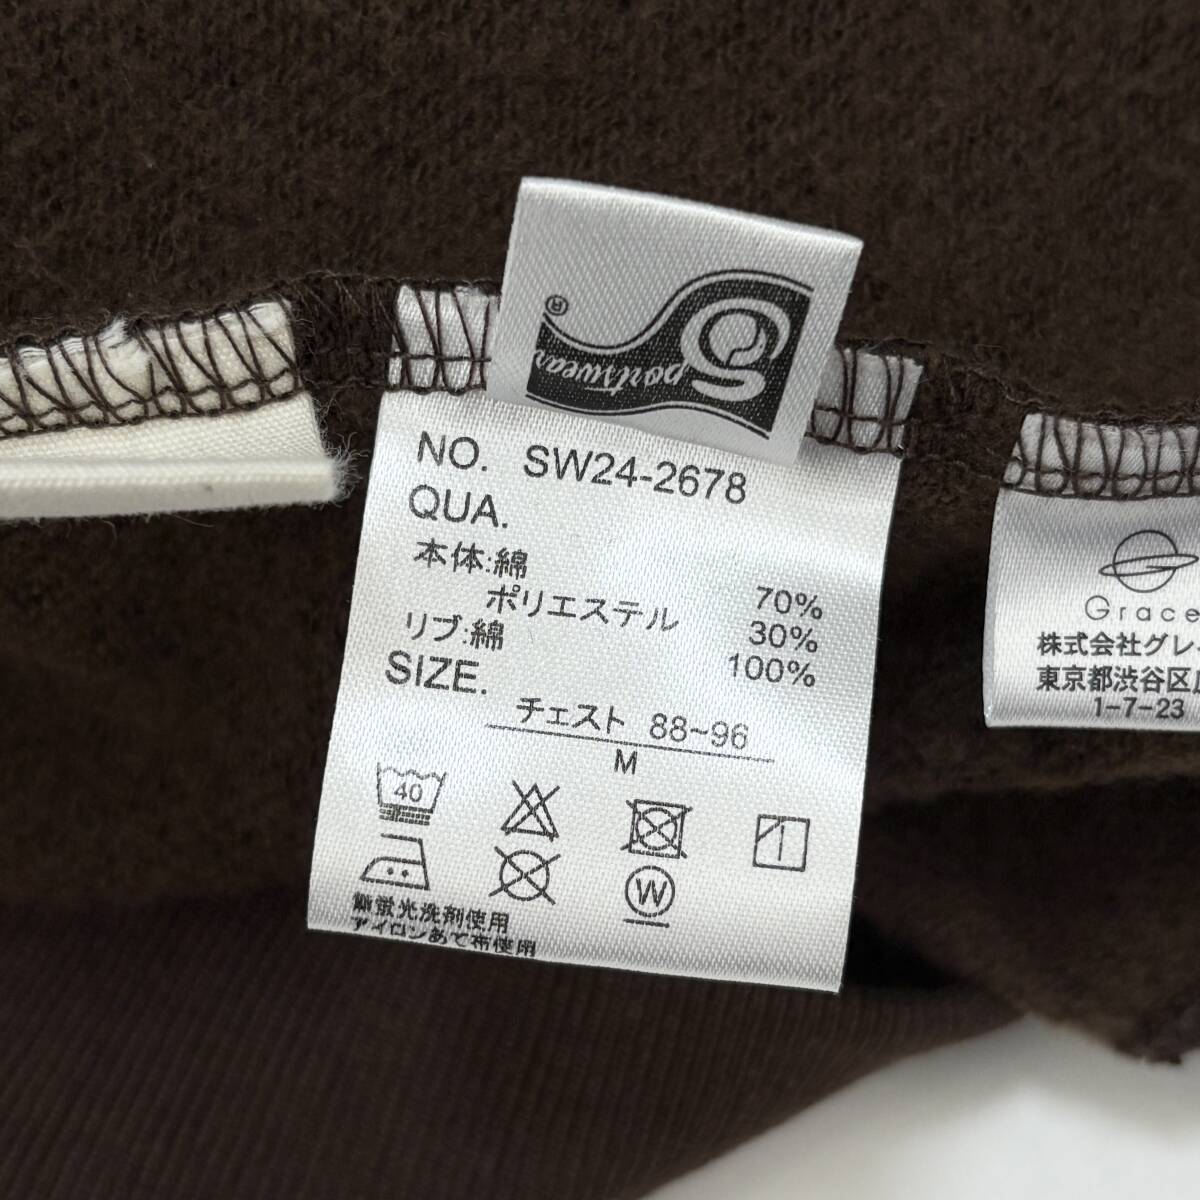 Sportswear
®
NO. SW24-2678
QUA.
本体:綿 70%
ポリエステル 30%
リブ:綿 100%
SIZE.
チェスト 88~96
M
40
1
W
無蛍光洗剤使用
アイロンあて布使用
Grace
株式会社グレ
東京都渋谷区
1-7-23